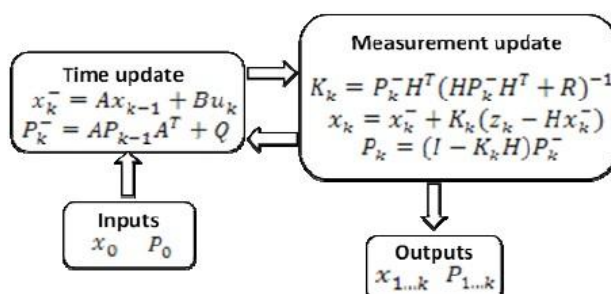 Time update
x_k^- = Ax_{k-1} + Bu_k
P_k^- = AP_{k-1}A^T + Q
Measurement update
K_k = P_k^-H^T(HP_k^-H^T + R)^{-1}
x_k = x_k^- + K_k(z_k - Hx_k^-)
P_k = (I - K_kH)P_k^-
Inputs
x_0 P_0
Outputs
x_{1...k} P_{1...k}